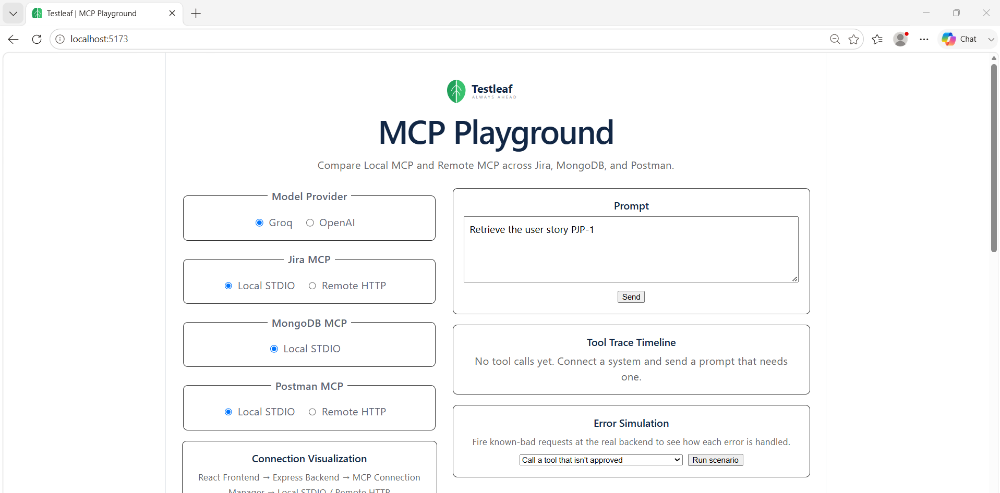 Testleaf | MCP Playground
localhost:5173
Chat
Testleaf
ALWAYS AHEAD
MCP Playground
Compare Local MCP and Remote MCP across Jira, MongoDB, and Postman.
Model Provider
Groq
OpenAI
Jira MCP
Local STDIO
Remote HTTP
MongoDB MCP
Local STDIO
Postman MCP
Local STDIO
Remote HTTP
Connection Visualization
React Frontend → Express Backend → MCP Connection
Manager → Local STDIO / Remote HTTP
Prompt
Retrieve the user story PJP-1
Send
Tool Trace Timeline
No tool calls yet. Connect a system and send a prompt that needs
one.
Error Simulation
Fire known-bad requests at the real backend to see how each error is handled.
Call a tool that isn't approved
Run scenario